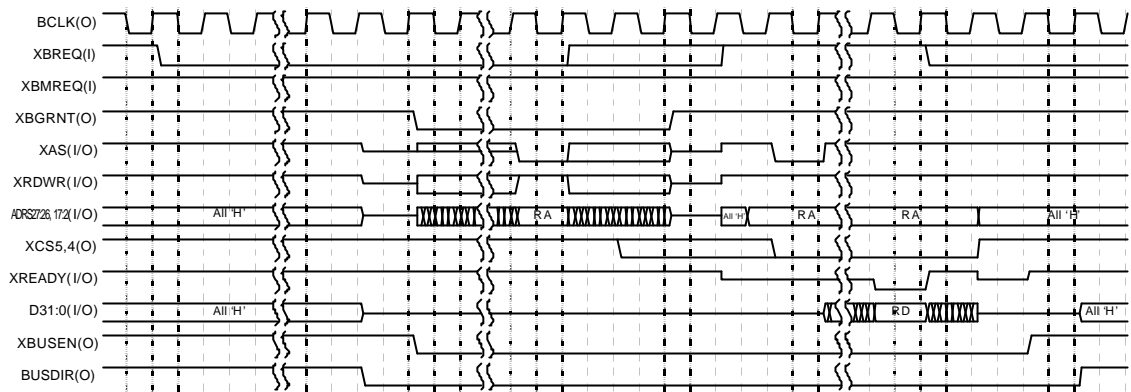 BCLK(O)
XBREQ(I)
XBMREQ(I)
XBGRNT(O)
XAS(I/O)
XRDWR(I/O)
ADRS27:26, 17:2(I/O) All 'H' RA All 'H' RA RA All 'H'
XCS5,4(O)
XREADY(I/O)
D31:0(I/O) All 'H' RD All 'H'
XBUSEN(O)
BUSDIR(O)